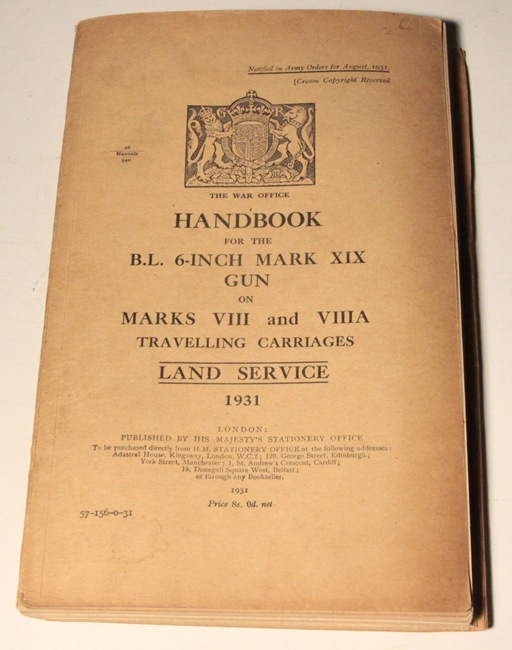 Notified in Army Orders for August, 1931.
[Crown Copyright Reserved
26
Manuals
240
G R
THE WAR OFFICE
HANDBOOK
FOR THE
B.L. 6-INCH MARK XIX
GUN
ON
MARKS VIII and VIIIA
TRAVELLING CARRIAGES
LAND SERVICE
1931
LONDON:
PUBLISHED BY HIS MAJESTY'S STATIONERY OFFICE
To be purchased directly from H.M. STATIONERY OFFICE at the following addresses:
Adastral House, Kingsway, London, W.C.2; 120, George Street, Edinburgh;
York Street, Manchester; 1, St. Andrew's Crescent, Cardiff;
15, Donegall Square West, Belfast;
or through any Bookseller.
1931
Price 8s. 0d. net
57-156-0-31